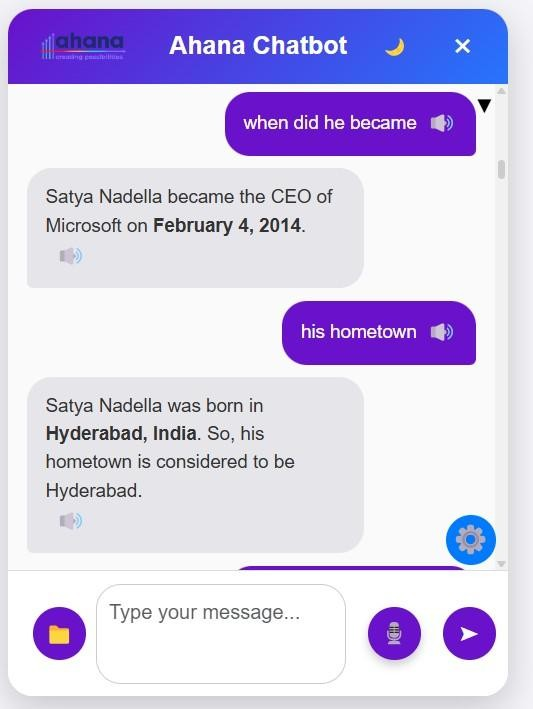 ahana
creating possibilities
Ahana Chatbot
when did he became
Satya Nadella became the CEO of
Microsoft on February 4, 2014.
his hometown
Satya Nadella was born in
Hyderabad, India. So, his
hometown is considered to be
Hyderabad.
Type your message...